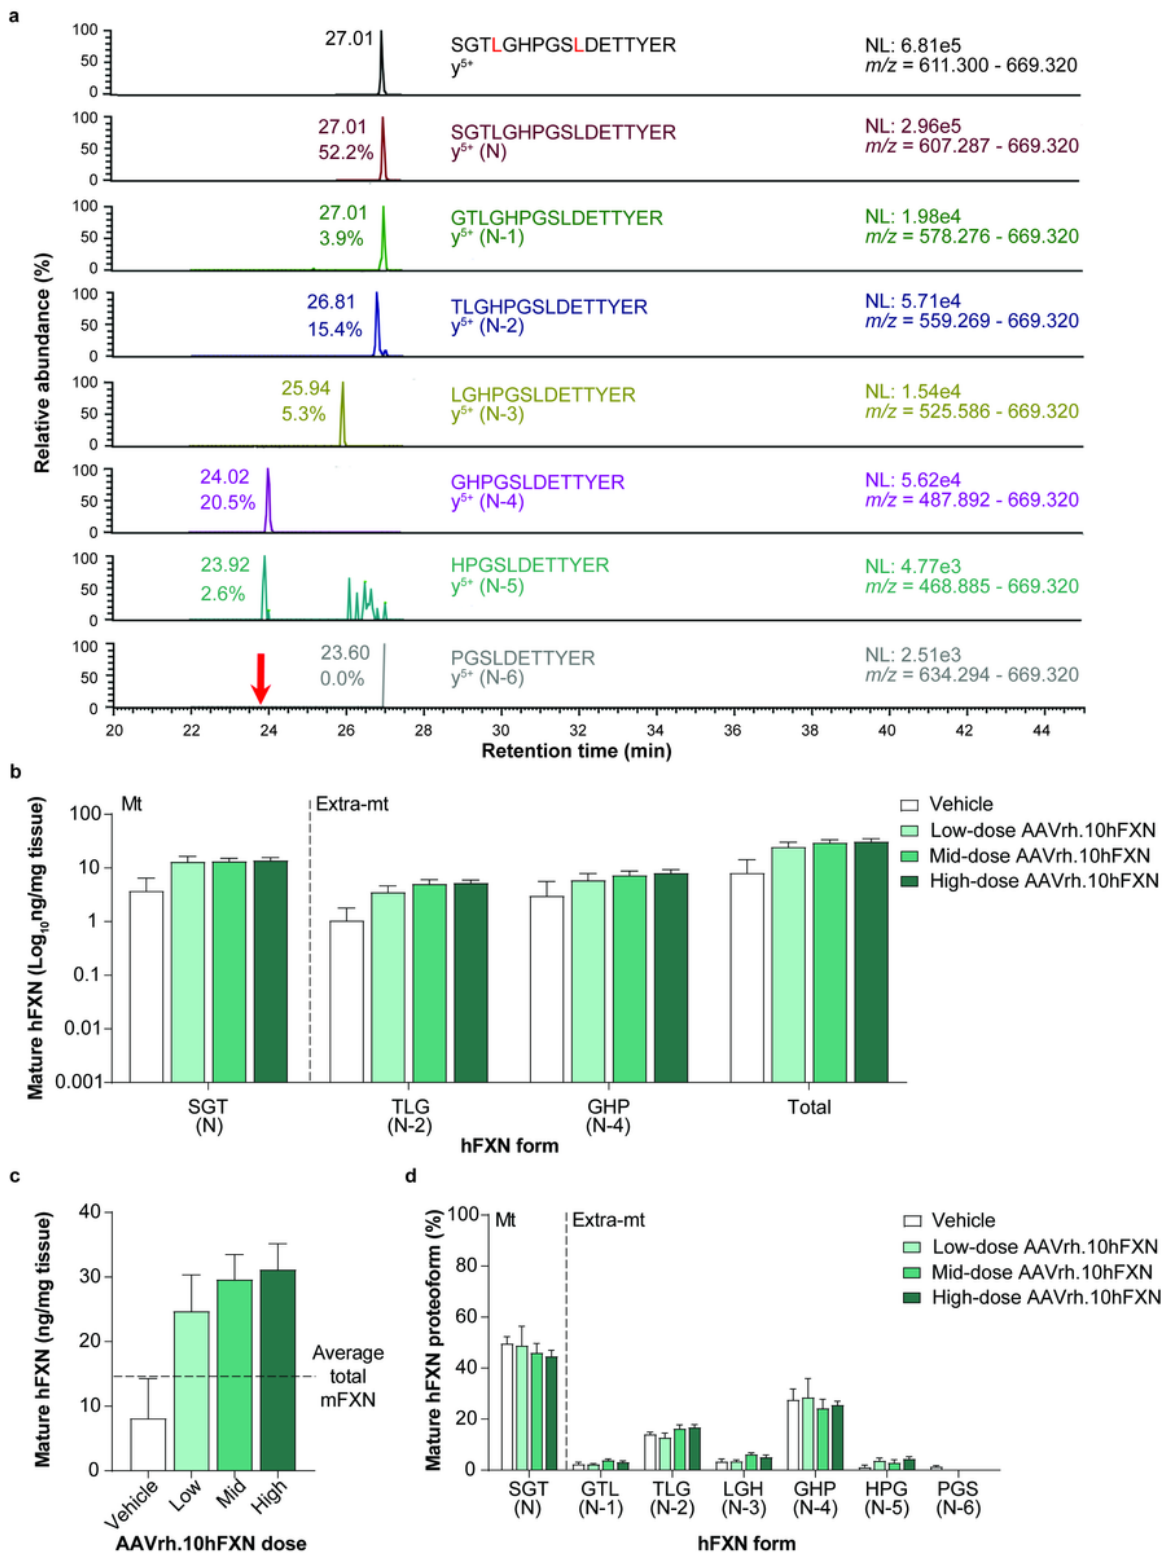 a
Relative abundance (%)
100
50
0
27.01
SGTLGHPGSLDETTYER
y5+
NL: 6.81e5
m/z = 611.300 - 669.320
100
50
0
27.01
52.2%
SGTLGHPGSLDETTYER
y5+ (N)
NL: 2.96e5
m/z = 607.287 - 669.320
100
50
0
27.01
3.9%
GTLGHPGSLDETTYER
y5+ (N-1)
NL: 1.98e4
m/z = 578.276 - 669.320
100
50
0
26.81
15.4%
TLGHPGSLDETTYER
y5+ (N-2)
NL: 5.71e4
m/z = 559.269 - 669.320
100
50
0
25.94
5.3%
LGHPGSLDETTYER
y5+ (N-3)
NL: 1.54e4
m/z = 525.586 - 669.320
100
50
0
24.02
20.5%
GHPGSLDETTYER
y5+ (N-4)
NL: 5.62e4
m/z = 487.892 - 669.320
100
50
0
23.92
2.6%
HPGSLDETTYER
y5+ (N-5)
NL: 4.77e3
m/z = 468.885 - 669.320
100
50
0
23.60
0.0%
PGSLDETTYER
y5+ (N-6)
NL: 2.51e3
m/z = 634.294 - 669.320
20 22 24 26 28 30 32 34 36 38 40 42 44
Retention time (min)
b
Mature hFXN (Log10ng/mg tissue)
100
10
1
0.1
0.01
0.001
Mt
Extra-mt
Vehicle
Low-dose AAVrh.10hFXN
Mid-dose AAVrh.10hFXN
High-dose AAVrh.10hFXN
SGT TLG GHP Total
(N) (N-2) (N-4)
hFXN form
c
Mature hFXN (ng/mg tissue)
40
30
20
10
0
Average
total
mFXN
Vehicle Low Mid High
AAVrh.10hFXN dose
d
Mature hFXN proteoform (%)
100
80
60
40
20
0
Mt
Extra-mt
Vehicle
Low-dose AAVrh.10hFXN
Mid-dose AAVrh.10hFXN
High-dose AAVrh.10hFXN
SGT GTL TLG LGH GHP HPG PGS
(N) (N-1) (N-2) (N-3) (N-4) (N-5) (N-6)
hFXN form